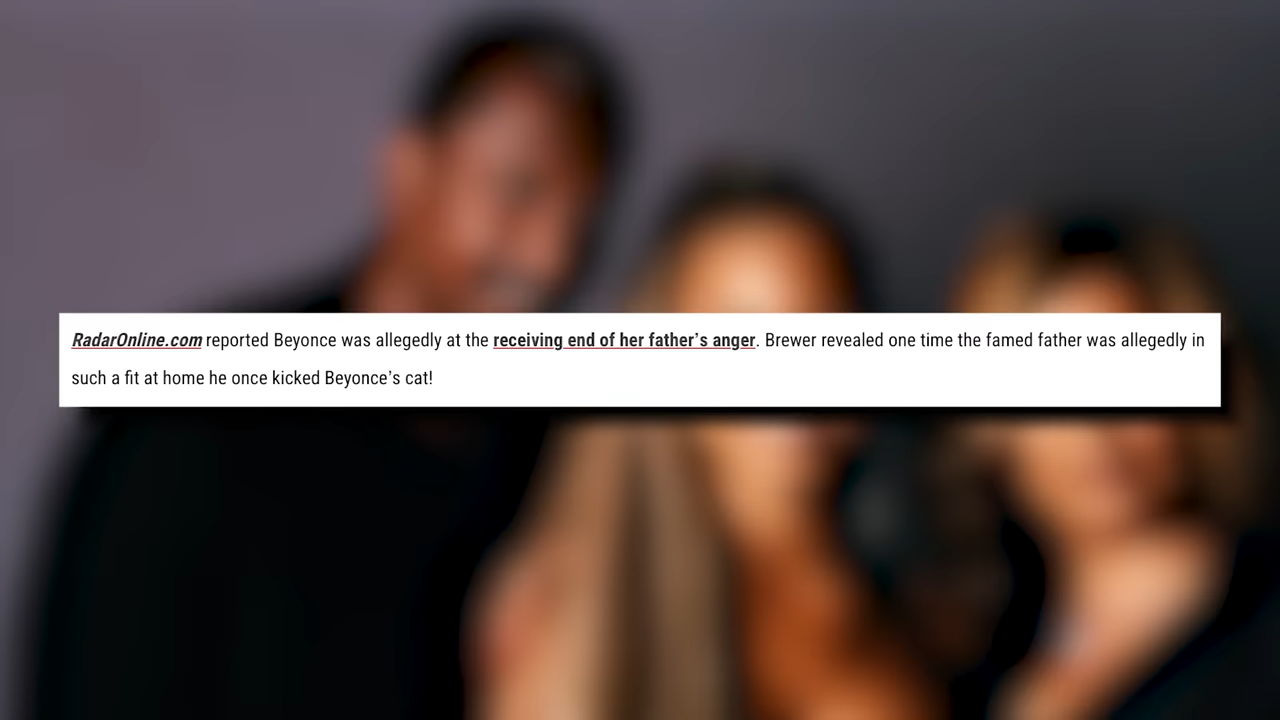 RadarOnline.com reported Beyonce was allegedly at the receiving end of her father’s anger. Brewer revealed one time the famed father was allegedly in
such a fit at home he once kicked Beyonce’s cat!